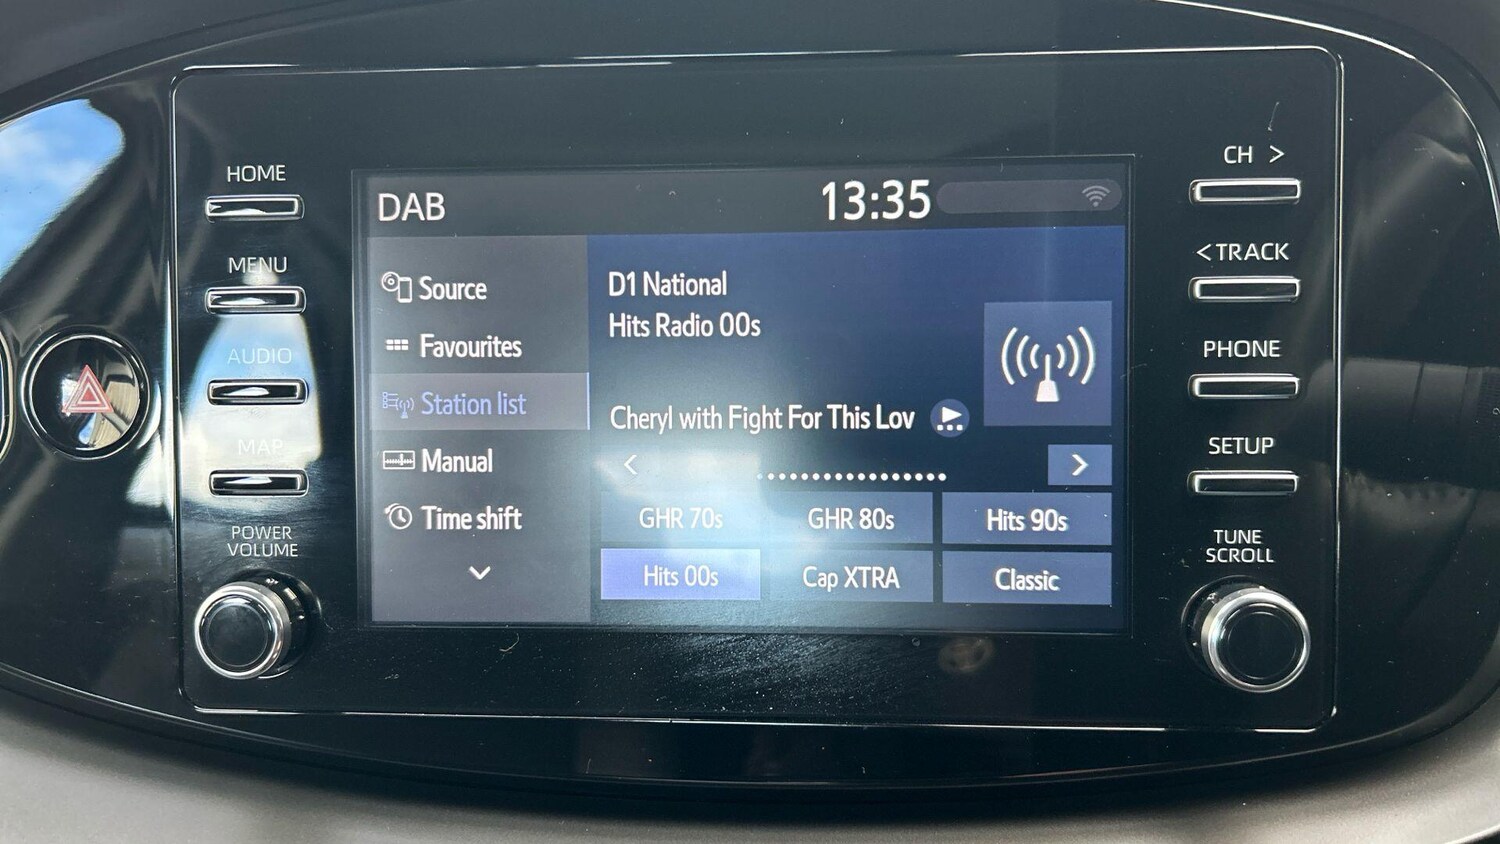 HOME
MENU
AUDIO
MAP
POWER
VOLUME
DAB
13:35
Source
Favourites
Station list
Manual
Time shift
D1 National
Hits Radio 00s
Cheryl with Fight For This Lov
GHR 70s
GHR 80s
Hits 90s
Hits 00s
Cap XTRA
Classic
CH >
< TRACK
PHONE
SETUP
TUNE
SCROLL